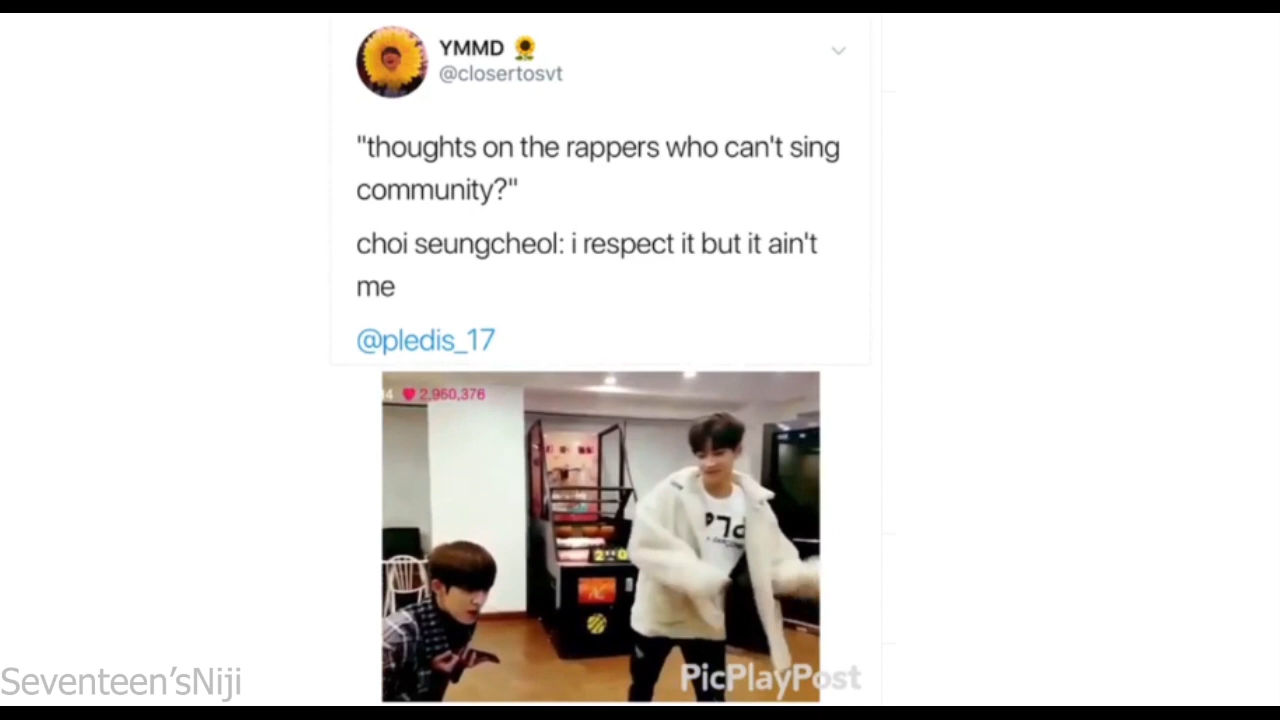 YMMD 🌻
@closertosvt
"thoughts on the rappers who can't sing
community?"
choi seungcheol: i respect it but it ain't
me
@pledis_17
2,960,376
PicPlayPost
Seventeen'sNiji